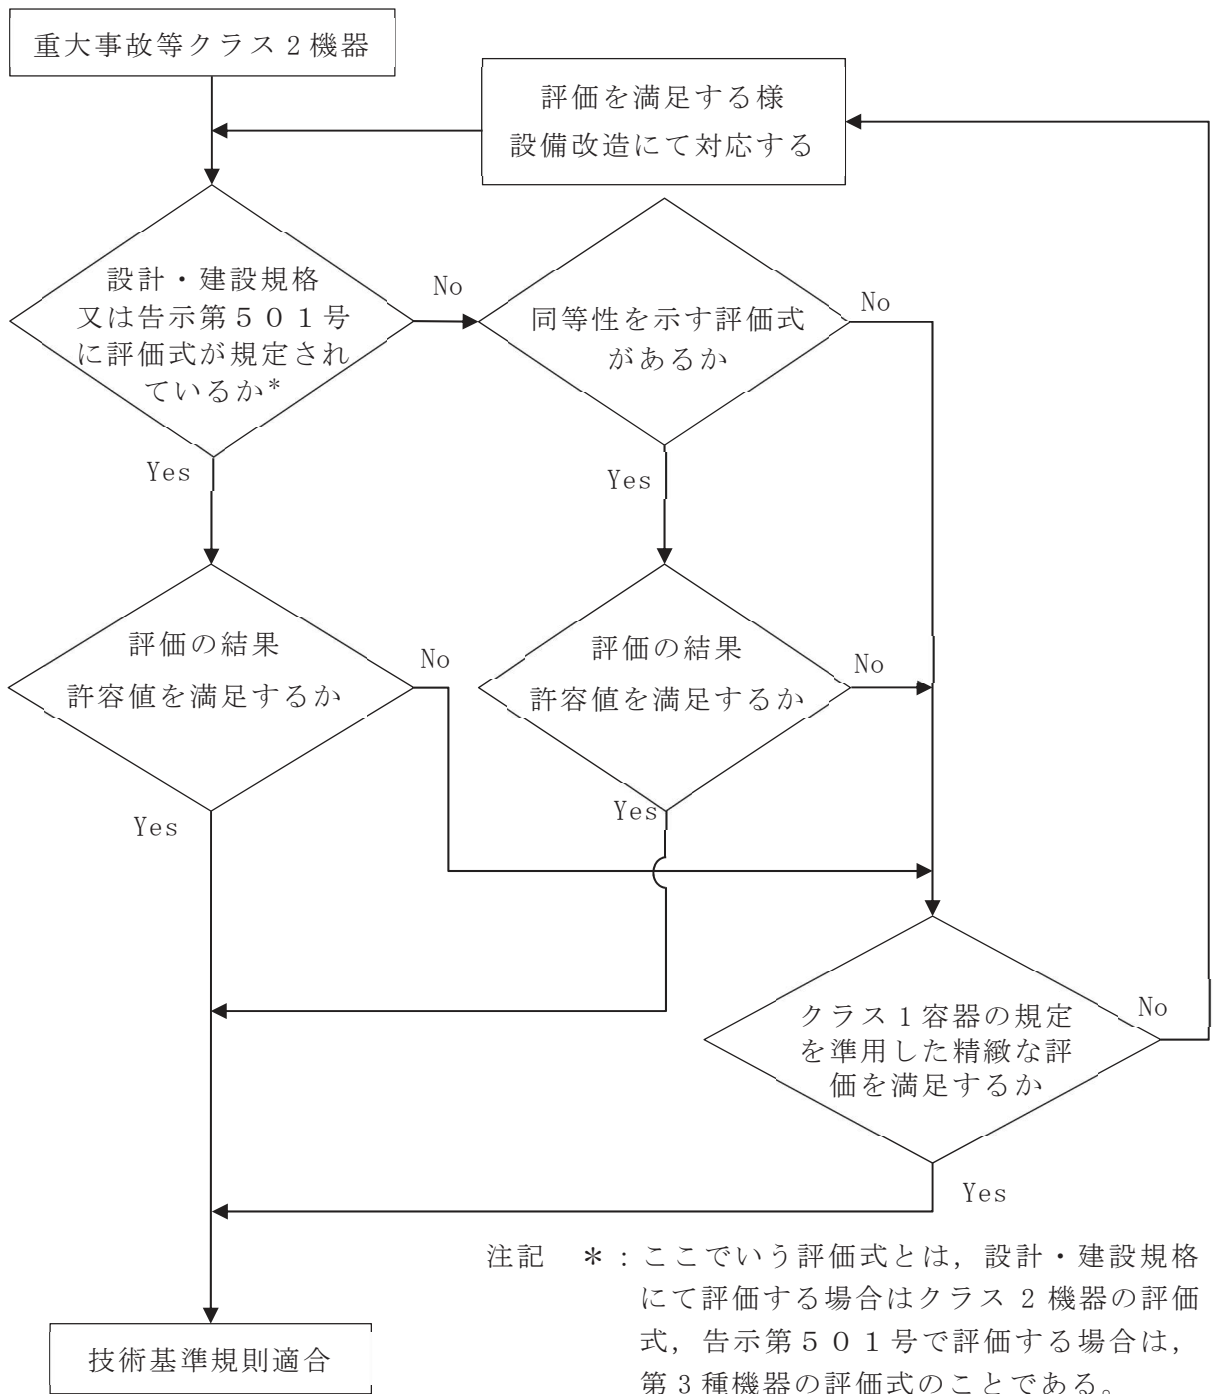 重大事故等クラス2機器
評価を満足する様
設備改造にて対応する
設計・建設規格
又は告示第５０１号
に評価式が規定され
ているか*
No
同等性を示す評価式
があるか
No
Yes
Yes
評価の結果
許容値を満足するか
No
評価の結果
許容値を満足するか
No
Yes
Yes
クラス1容器の規定
を準用した精緻な評
価を満足するか
No
Yes
注記　＊：ここでいう評価式とは，設計・建設規格
にて評価する場合はクラス 2 機器の評価
式，告示第５０１号で評価する場合は，
第3種機器の評価式のことである。
技術基準規則適合